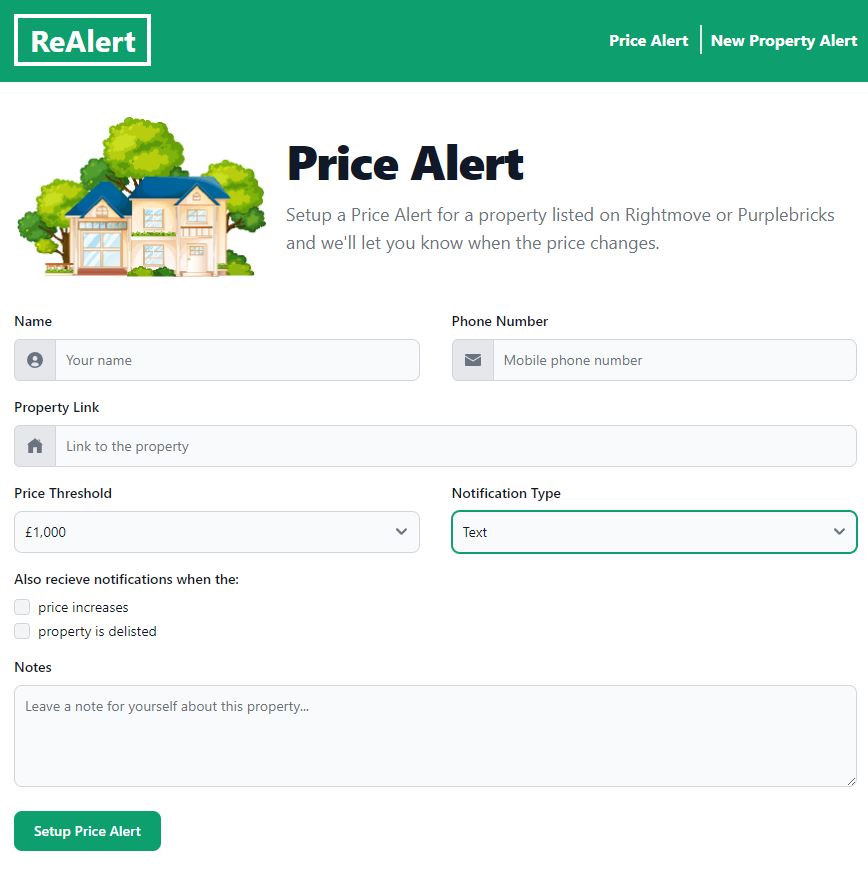 ReAlert
Price Alert
New Property Alert
Price Alert
Setup a Price Alert for a property listed on Rightmove or Purplebricks
and we'll let you know when the price changes.
Name
Phone Number
Your name
Mobile phone number
Property Link
Link to the property
Price Threshold
Notification Type
£1,000
Text
Also recieve notifications when the:
price increases
property is delisted
Notes
Leave a note for yourself about this property...
Setup Price Alert